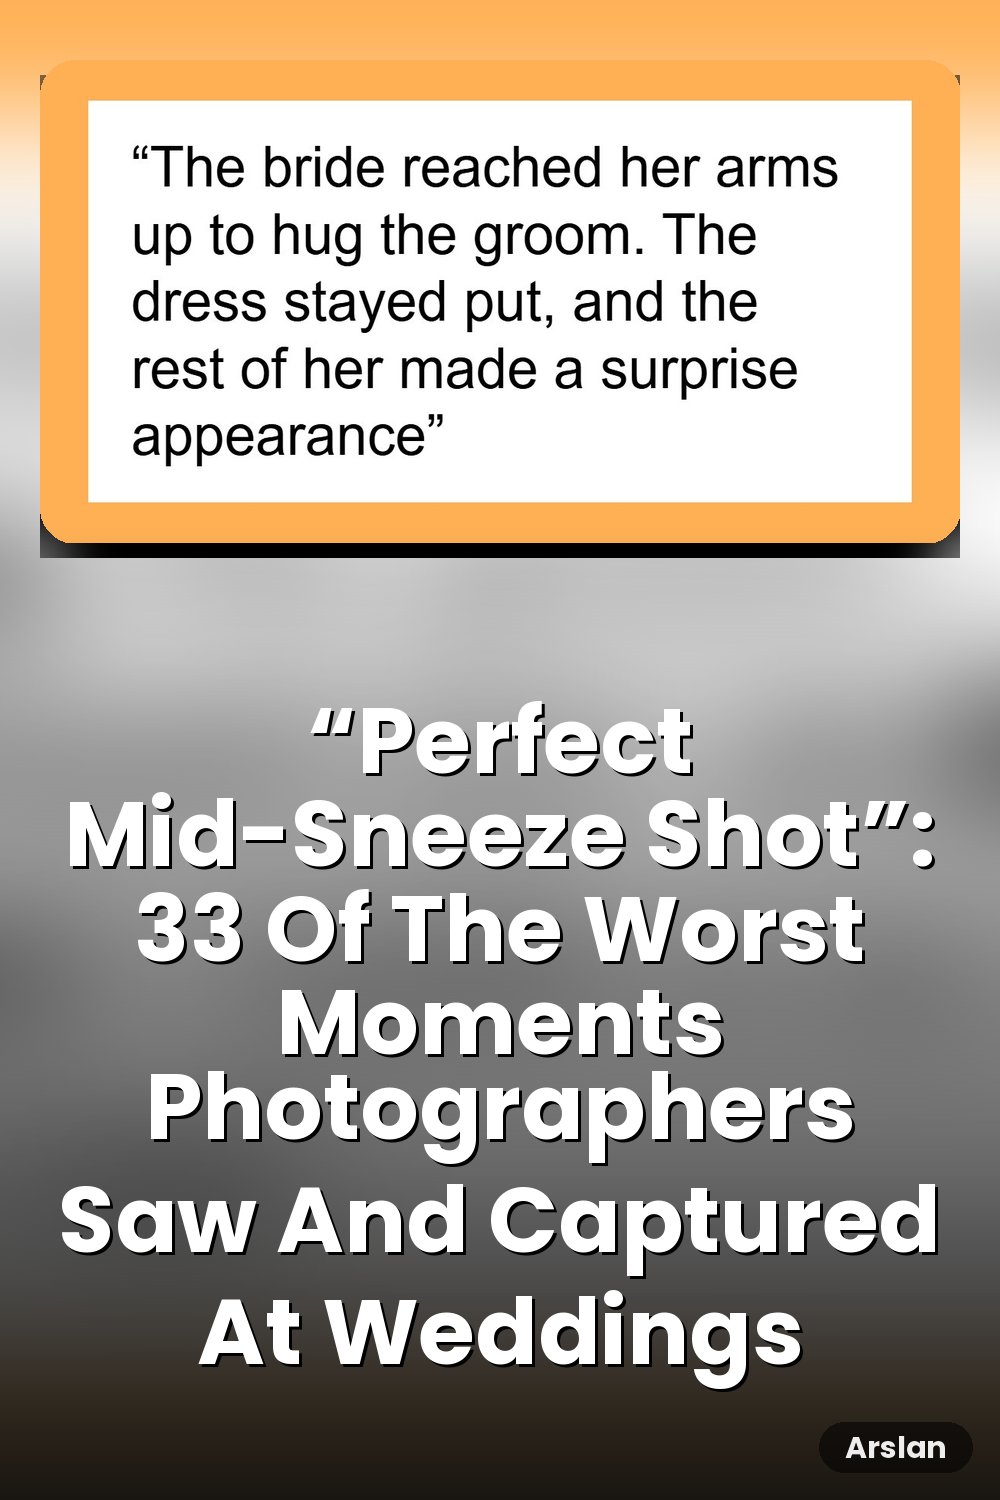 “The bride reached her arms
up to hug the groom. The
dress stayed put, and the
rest of her made a surprise
appearance”
“Perfect
Mid-Sneeze Shot”:
33 Of The Worst
Moments
Photographers
Saw And Captured
At Weddings
Arslan